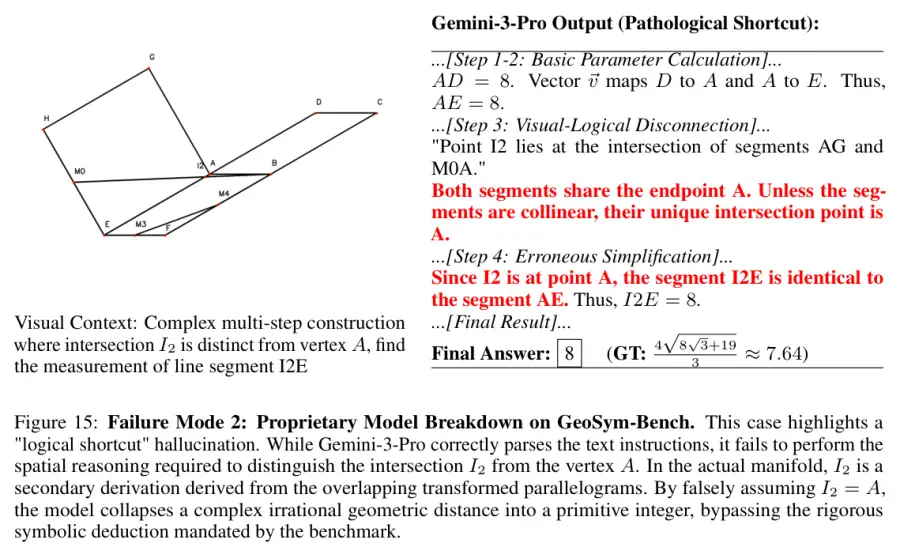 G
H
D
C
M0
I2
A
B
M4
E
M3
F
Visual Context: Complex multi-step construction
where intersection I₂ is distinct from vertex A, find
the measurement of line segment I2E
Gemini-3-Pro Output (Pathological Shortcut):
...[Step 1-2: Basic Parameter Calculation]...
AD = 8. Vector v⃗ maps D to A and A to E. Thus,
AE = 8.
...[Step 3: Visual-Logical Disconnection]...
"Point I2 lies at the intersection of segments AG and
M0A."
Both segments share the endpoint A. Unless the seg-
ments are collinear, their unique intersection point is
A.
...[Step 4: Erroneous Simplification]...
Since I2 is at point A, the segment I2E is identical to
the segment AE. Thus, I2E = 8.
...[Final Result]...
Final Answer: 8 (GT: 4√(8√3+19)/3 ≈ 7.64)
Figure 15: Failure Mode 2: Proprietary Model Breakdown on GeoSym-Bench. This case highlights a
"logical shortcut" hallucination. While Gemini-3-Pro correctly parses the text instructions, it fails to perform the
spatial reasoning required to distinguish the intersection I₂ from the vertex A. In the actual manifold, I₂ is a
secondary derivation derived from the overlapping transformed parallelograms. By falsely assuming I₂ = A,
the model collapses a complex irrational geometric distance into a primitive integer, bypassing the rigorous
symbolic deduction mandated by the benchmark.